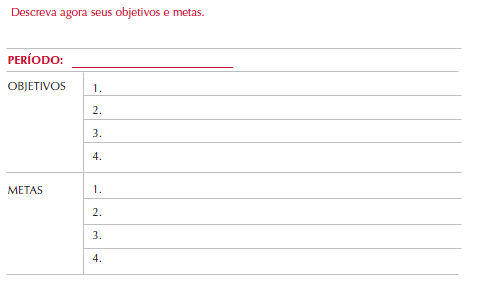 Descreva agora seus objetivos e metas.
PERÍODO:
OBJETIVOS 1.
2.
3.
4.
METAS 1.
2.
3.
4.